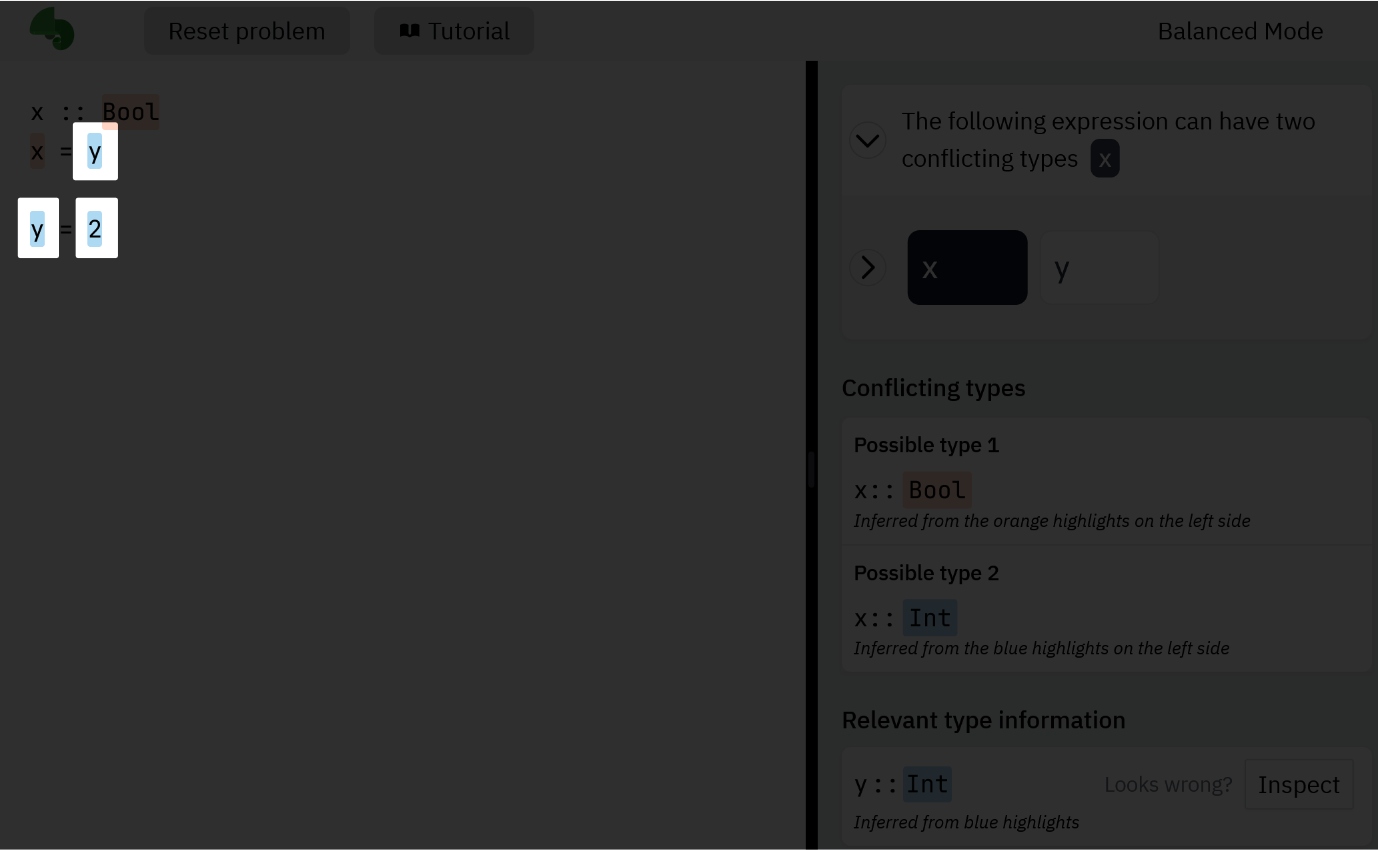 Reset problem Tutorial Balanced Mode
x :: Bool
x = y
y = 2
The following expression can have two
conflicting types x
x y
Conflicting types
Possible type 1
x:: Bool
Inferred from the orange highlights on the left side
Possible type 2
x:: Int
Inferred from the blue highlights on the left side
Relevant type information
y:: Int Looks wrong? Inspect
Inferred from blue highlights